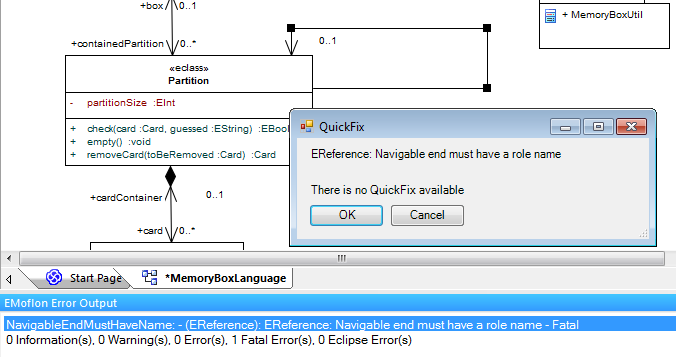 +box
0..1
+ MemoryBoxUtil
+containedPartition
0..*
0..1
«eclass»
Partition
- partitionSize :EInt
+ check(card :Card, guessed :EString) :EBool
+ empty() :void
+ removeCard(toBeRemoved :Card) :Card
QuickFix
EReference: Navigable end must have a role name
There is no QuickFix available
OK Cancel
+cardContainer
0..1
+card
0..*
Start Page *MemoryBoxLanguage
EMoflon Error Output
NavigableEndMustHaveName: - (EReference): EReference: Navigable end must have a role name - Fatal
0 Information(s), 0 Warning(s), 0 Error(s), 1 Fatal Error(s), 0 Eclipse Error(s)